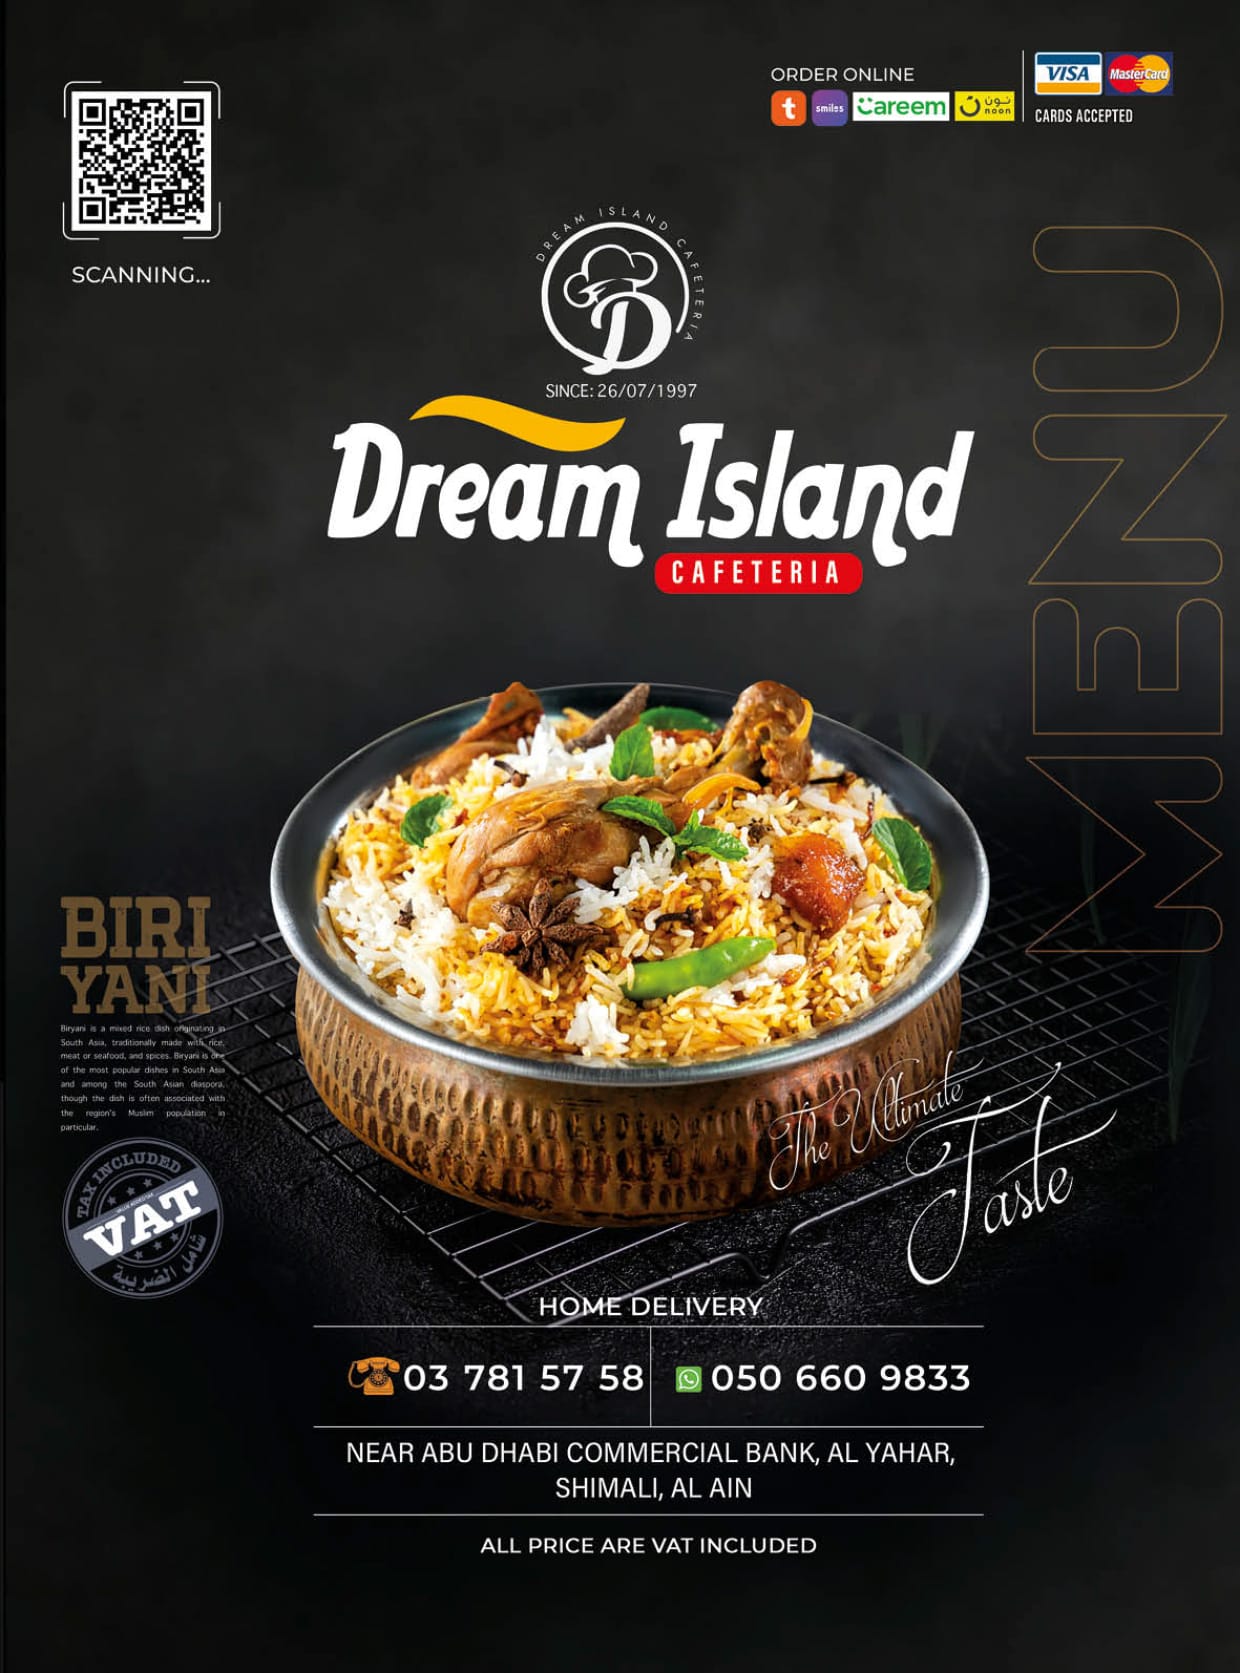 ORDER ONLINE
t smiles Careem نون noon
VISA MasterCard
CARDS ACCEPTED
SCANNING...
DREAM ISLAND CAFETERIA
D
SINCE: 26/07/1997
Dream Island
CAFETERIA
MENU
BIRI
YANI
Biryani is a mixed rice dish originating in
South Asia, traditionally made with rice,
meat or seafood, and spices. Biryani is one
of the most popular dishes in South Asia
and among the South Asian diaspora,
though the dish is often associated with
the region's Muslim population in
particular.
The Ultimate
Taste
TAX INCLUDED
VAT
شامل الضريبة
HOME DELIVERY
03 781 57 58
050 660 9833
NEAR ABU DHABI COMMERCIAL BANK, AL YAHAR,
SHIMALI, AL AIN
ALL PRICE ARE VAT INCLUDED